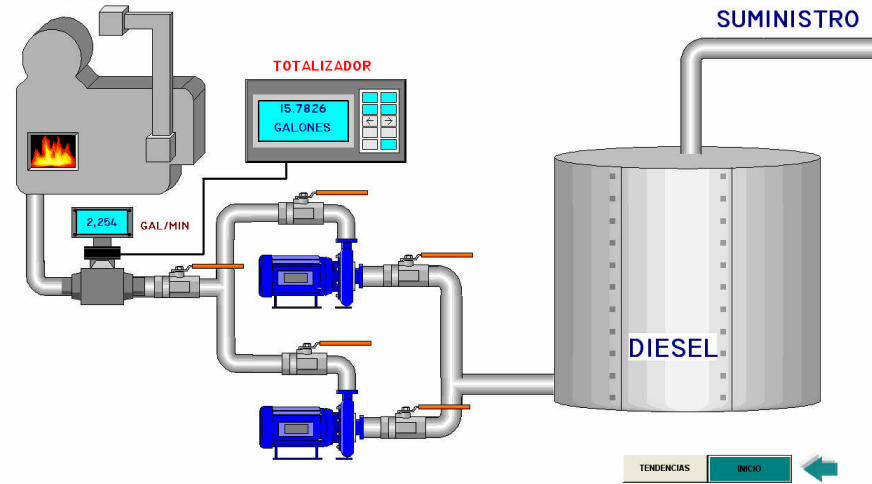 SUMINISTRO
TOTALIZADOR
15.7826
GALONES
2,254
GAL/MIN
DIESEL
TENDENCIAS
INICIO